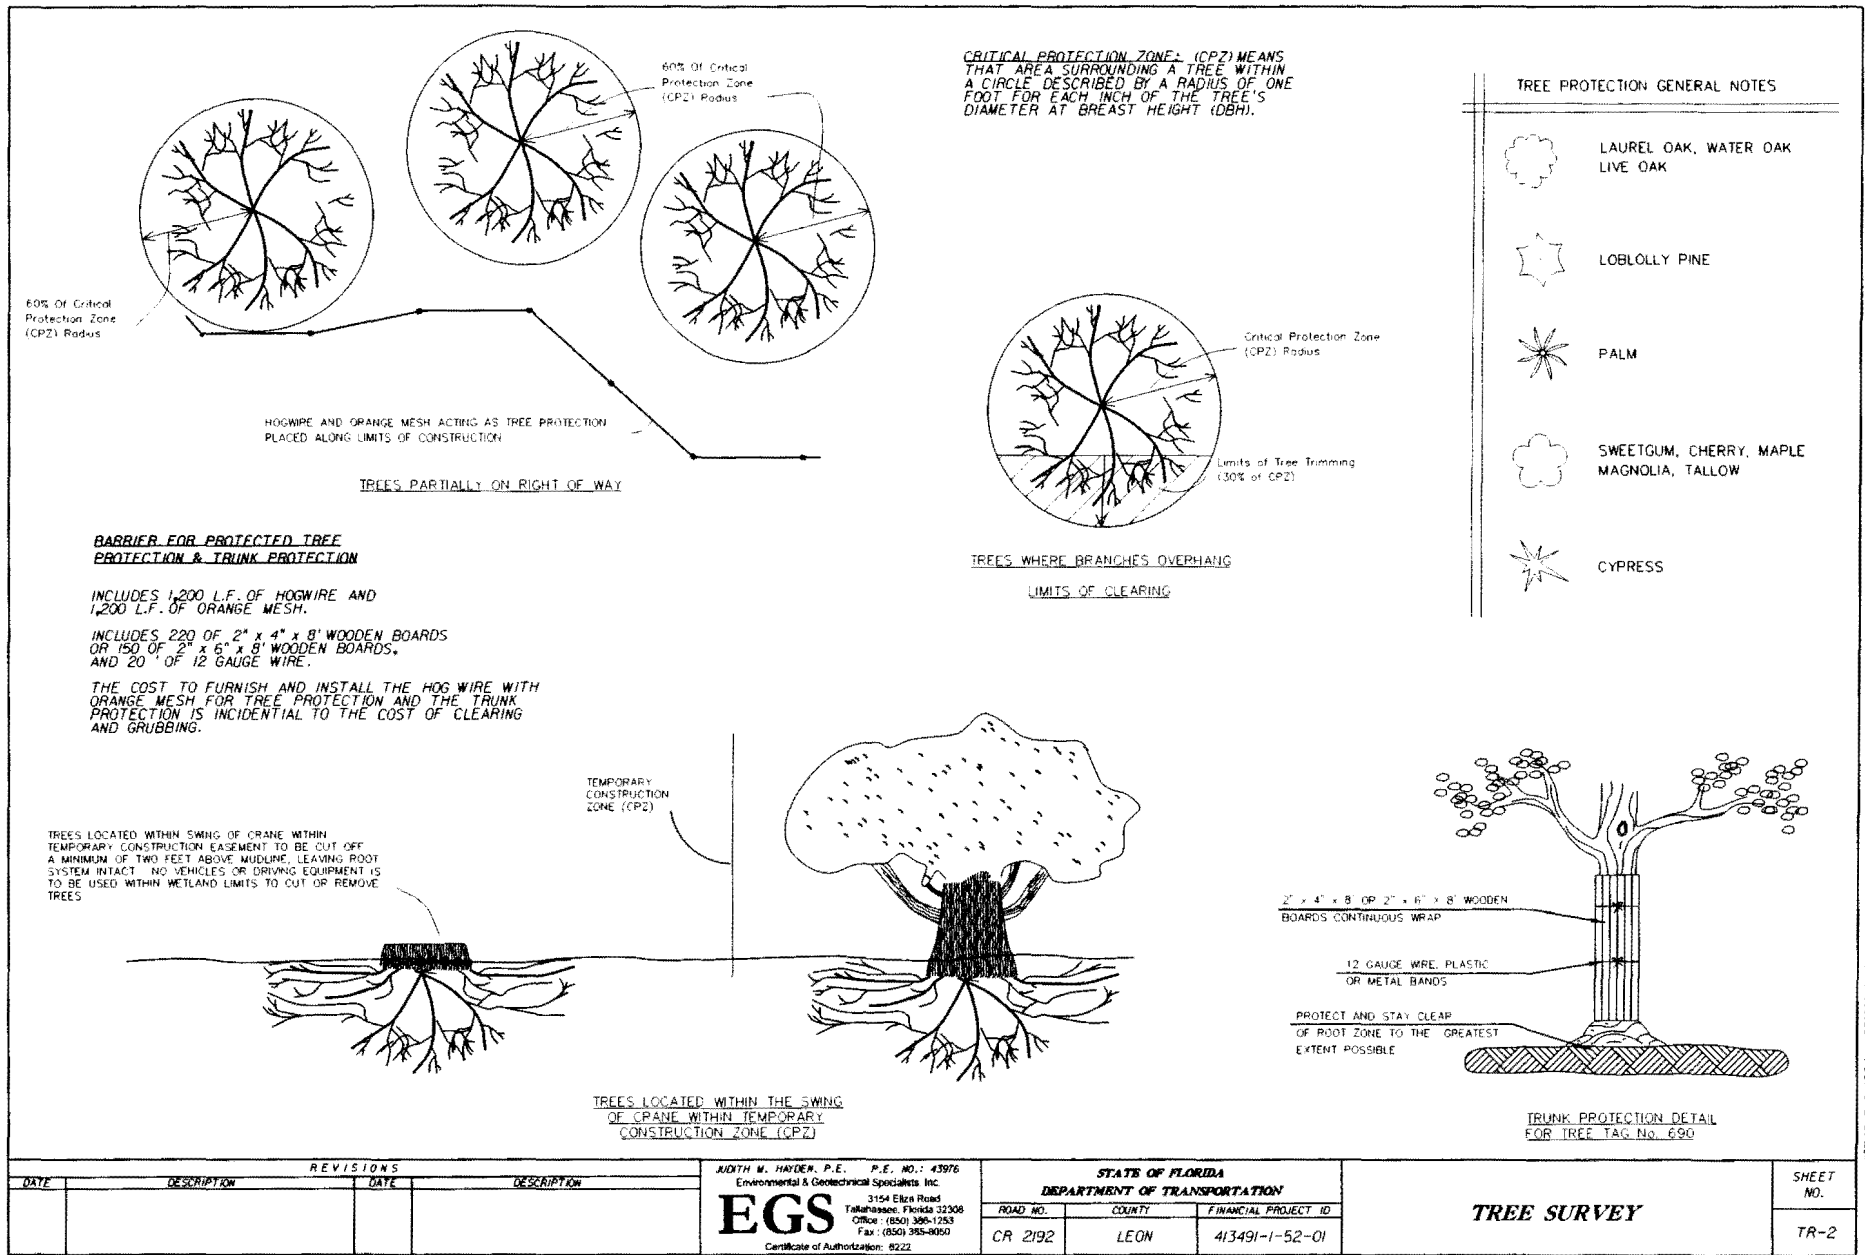 60% Of Critical
Protection Zone
(CPZ) Radius
60% Of Critical
Protection Zone
(CPZ) Radius
HOGWIRE AND ORANGE MESH ACTING AS TREE PROTECTION
PLACED ALONG LIMITS OF CONSTRUCTION
TREES PARTIALLY ON RIGHT OF WAY
CRITICAL PROTECTION ZONE: (CPZ) MEANS
THAT AREA SURROUNDING A TREE WITHIN
A CIRCLE DESCRIBED BY A RADIUS OF ONE
FOOT FOR EACH INCH OF THE TREE'S
DIAMETER AT BREAST HEIGHT (DBH).
Critical Protection Zone
(CPZ) Radius
Limits of Tree Trimming
(30% of CPZ)
TREES WHERE BRANCHES OVERHANG
LIMITS OF CLEARING
TREE PROTECTION GENERAL NOTES
LAUREL OAK, WATER OAK
LIVE OAK
LOBLOLLY PINE
PALM
SWEETGUM, CHERRY, MAPLE
MAGNOLIA, TALLOW
CYPRESS
BARRIER FOR PROTECTED TREE
PROTECTION & TRUNK PROTECTION
INCLUDES 1,200 L.F. OF HOGWIRE AND
1,200 L.F. OF ORANGE MESH.
INCLUDES 220 OF 2" x 4" x 8' WOODEN BOARDS
OR 150 OF 2" x 6" x 8' WOODEN BOARDS,
AND 20 ' OF 12 GAUGE WIRE.
THE COST TO FURNISH AND INSTALL THE HOG WIRE WITH
ORANGE MESH FOR TREE PROTECTION AND THE TRUNK
PROTECTION IS INCIDENTIAL TO THE COST OF CLEARING
AND GRUBBING.
TREES LOCATED WITHIN SWING OF CRANE WITHIN
TEMPORARY CONSTRUCTION EASEMENT TO BE CUT OFF
A MINIMUM OF TWO FEET ABOVE MUDLINE, LEAVING ROOT
SYSTEM INTACT NO VEHICLES OR DRIVING EQUIPMENT IS
TO BE USED WITHIN WETLAND LIMITS TO CUT OR REMOVE
TREES
TEMPORARY
CONSTRUCTION
ZONE (CPZ)
TREES LOCATED WITHIN THE SWING
OF CRANE WITHIN TEMPORARY
CONSTRUCTION ZONE (CPZ)
2" x 4" x 8' OR 2" x 6" x 8' WOODEN
BOARDS CONTINUOUS WRAP
12 GAUGE WIRE, PLASTIC
OR METAL BANDS
PROTECT AND STAY CLEAR
OF ROOT ZONE TO THE GREATEST
EXTENT POSSIBLE
TRUNK PROTECTION DETAIL
FOR TREE TAG No. 690
REVISIONS
DATE DESCRIPTION DATE DESCRIPTION
JUDITH M. HAYDEN, P.E. P.E. NO.: 43976
Environmental & Geotechnical Specialists, Inc.
EGS
3154 Eliza Road
Tallahassee, Florida 32308
Office : (850) 386-1253
Fax : (850) 385-8050
Certificate of Authorization: 8222
STATE OF FLORIDA
DEPARTMENT OF TRANSPORTATION
ROAD NO. COUNTY FINANCIAL PROJECT ID
CR 2192 LEON 413491-1-52-01
TREE SURVEY
SHEET
NO.
TR-2